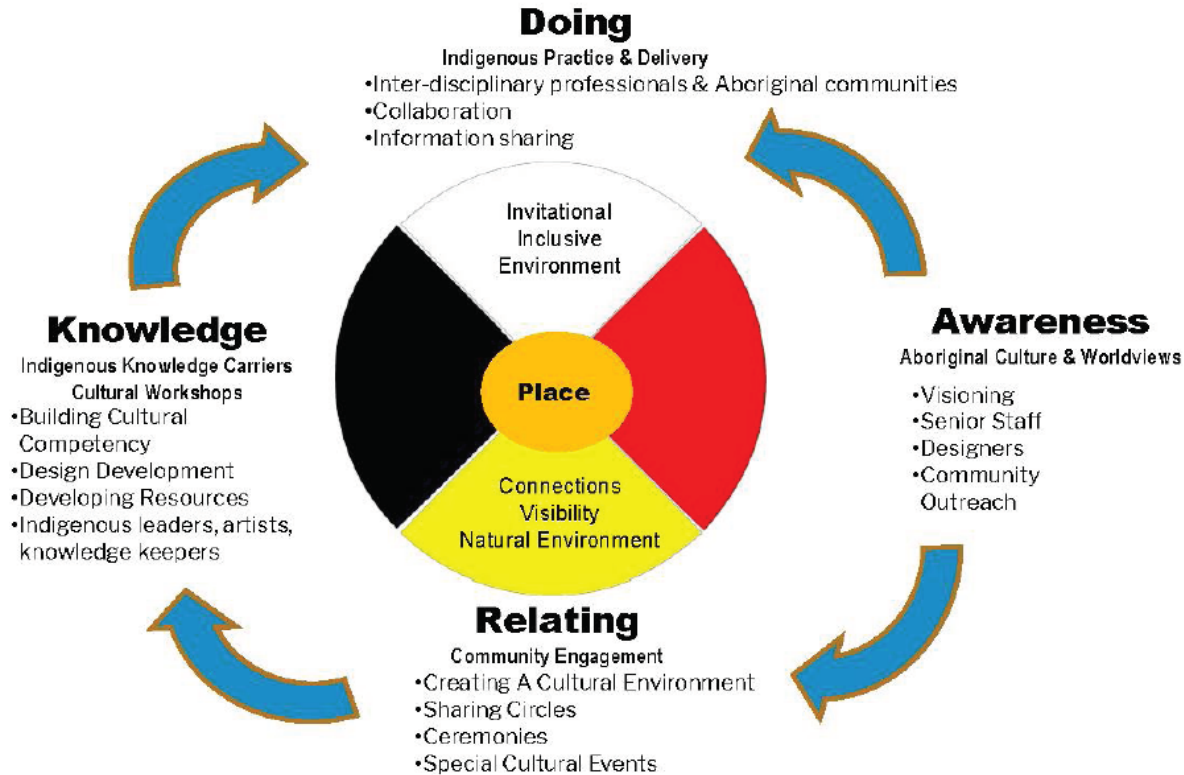 Doing
Indigenous Practice & Delivery
•Inter-disciplinary professionals & Aboriginal communities
•Collaboration
•Information sharing
Invitational
Inclusive
Environment
Knowledge
Indigenous Knowledge Carriers
Cultural Workshops
•Building Cultural
Competency
•Design Development
•Developing Resources
•Indigenous leaders, artists,
knowledge keepers
Place
Awareness
Aboriginal Culture & Worldviews
•Visioning
•Senior Staff
•Designers
•Community
Outreach
Connections
Visibility
Natural Environment
Relating
Community Engagement
•Creating A Cultural Environment
•Sharing Circles
•Ceremonies
•Special Cultural Events